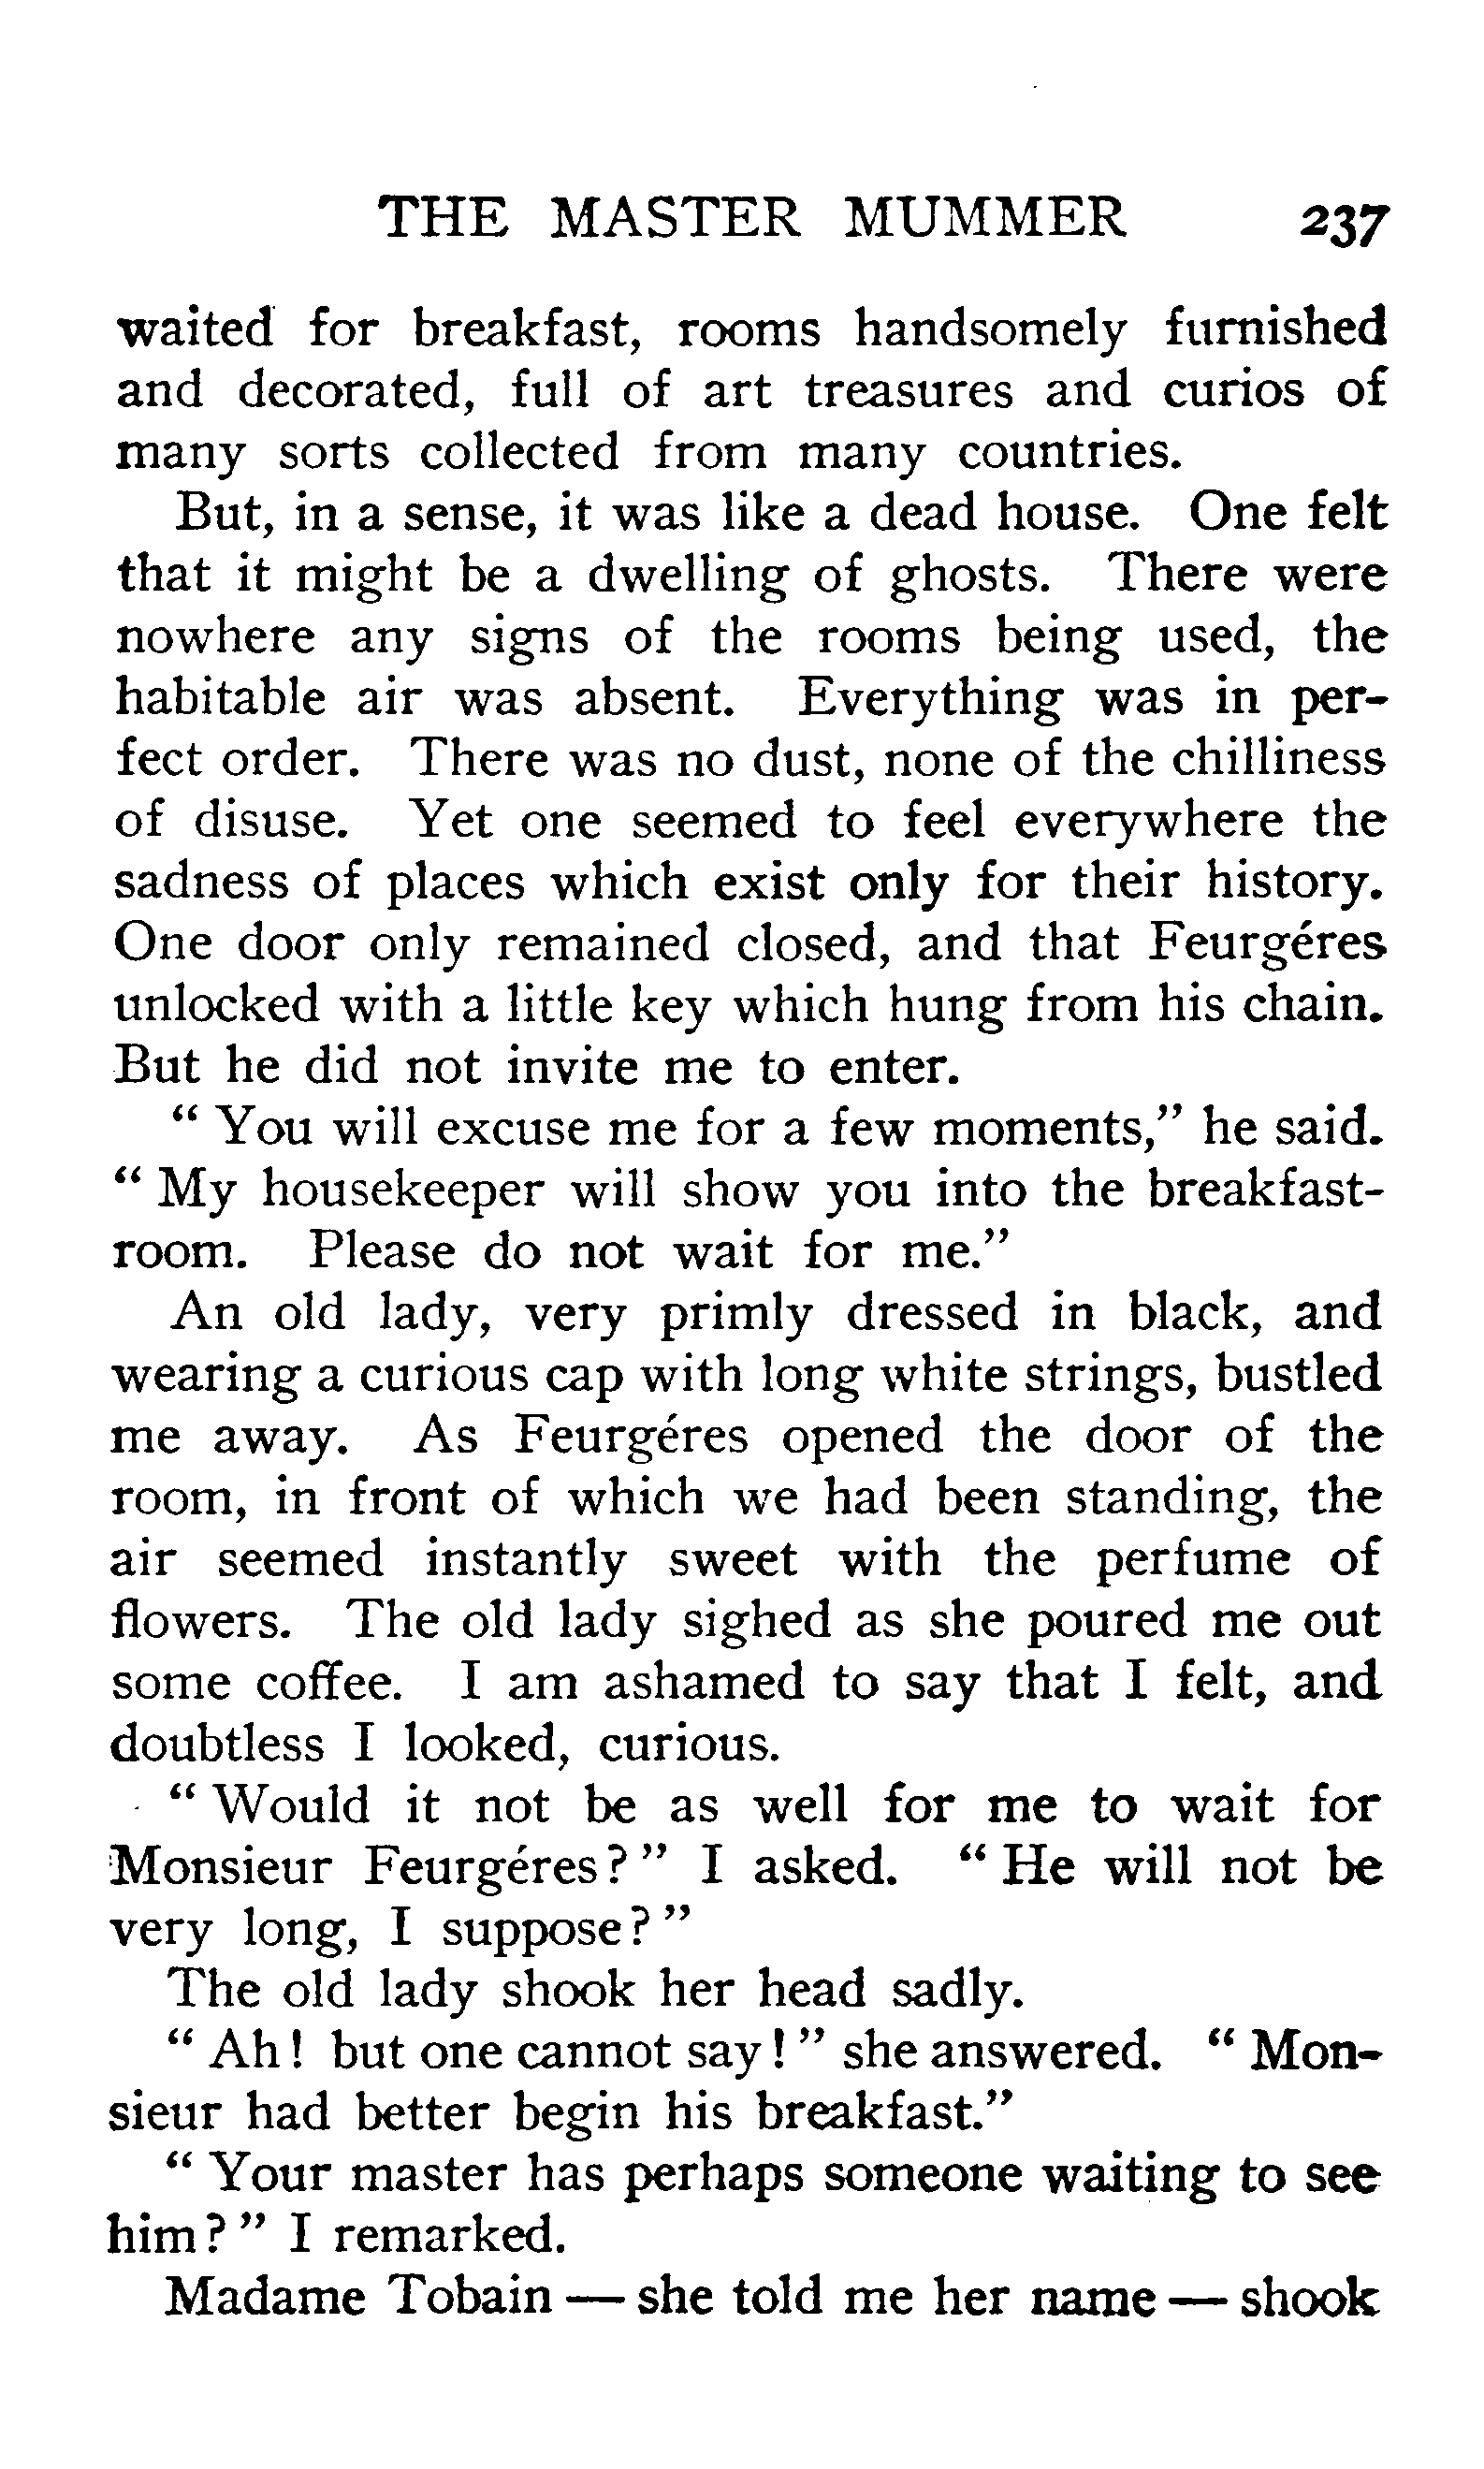 THE MASTER MUMMER 237
waited for breakfast, rooms handsomely furnished
and decorated, full of art treasures and curios of
many sorts collected from many countries.
But, in a sense, it was like a dead house. One felt
that it might be a dwelling of ghosts. There were
nowhere any signs of the rooms being used, the
habitable air was absent. Everything was in per-
fect order. There was no dust, none of the chilliness
of disuse. Yet one seemed to feel everywhere the
sadness of places which exist only for their history.
One door only remained closed, and that Feurgéres
unlocked with a little key which hung from his chain.
But he did not invite me to enter.
“ You will excuse me for a few moments,” he said.
“ My housekeeper will show you into the breakfast-
room. Please do not wait for me.”
An old lady, very primly dressed in black, and
wearing a curious cap with long white strings, bustled
me away. As Feurgéres opened the door of the
room, in front of which we had been standing, the
air seemed instantly sweet with the perfume of
flowers. The old lady sighed as she poured me out
some coffee. I am ashamed to say that I felt, and
doubtless I looked, curious.
“ Would it not be as well for me to wait for
Monsieur Feurgéres ? ” I asked. “ He will not be
very long, I suppose ? ”
The old lady shook her head sadly.
“ Ah ! but one cannot say ! ” she answered. “ Mon-
sieur had better begin his breakfast.”
“ Your master has perhaps someone waiting to see
him ? ” I remarked.
Madame Tobain — she told me her name — shook